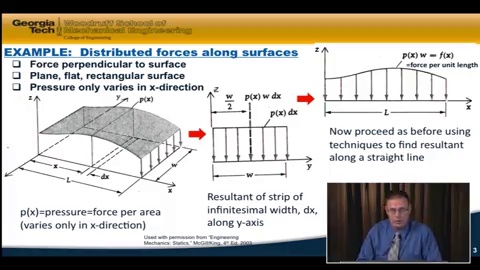 Georgia
Tech
Woodruff School of
Mechanical Engineering
College of Engineering
EXAMPLE: Distributed forces along surfaces
Force perpendicular to surface
Plane, flat, rectangular surface
Pressure only varies in x-direction
z
y
p(x)
x
dx
L
w
x
p(x)=pressure=force per area
(varies only in x-direction)
z
w/2
p(x) w dx
p(x) dx
y
w
Resultant of strip of
infinitesimal width, dx,
along y-axis
z
p(x) w = f(x)
=force per unit length
x
L
Now proceed as before using
techniques to find resultant
along a straight line
Used with permission from "Engineering
Mechanics: Statics," McGill/King, 4th Ed, 2003
3